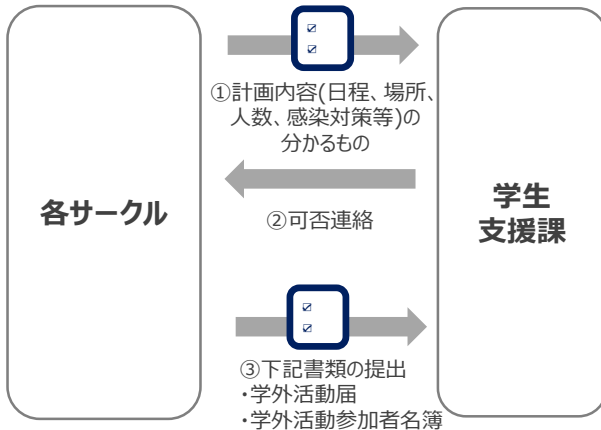 ①計画内容(日程、場所、
人数、感染対策等)の
分かるもの
各サークル
学生
支援課
②可否連絡
③下記書類の提出
・学外活動届
・学外活動参加者名簿